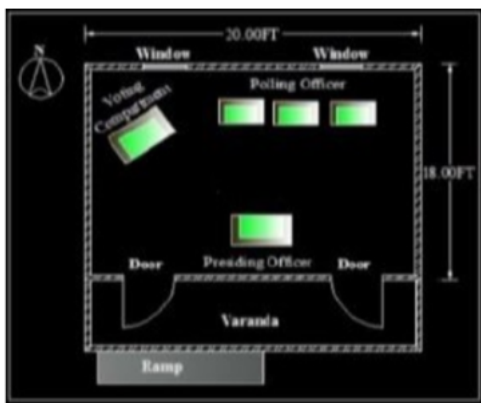 20.00FT
N
Window
Window
Voting
Compartment
Polling Officer
18.00FT
Door
Presiding Officer
Door
Varanda
Ramp